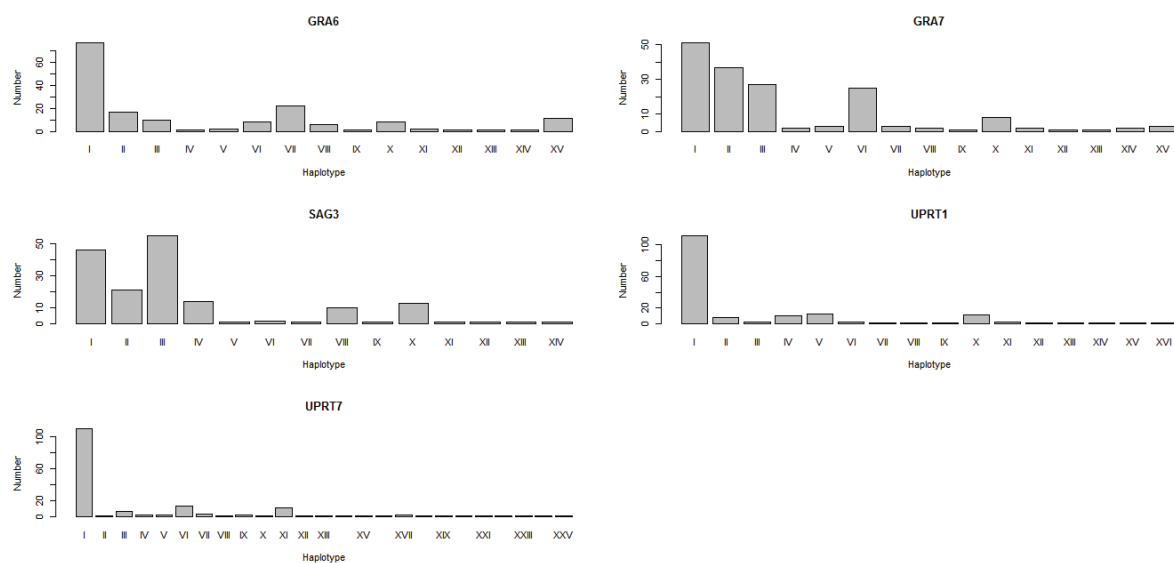 GRA6
Number
0 20 40 60
I II III IV V VI VII VIII IX X XI XII XIII XIV XV
Haplotype
GRA7
Number
0 10 30 50
I II III IV V VI VII VIII IX X XI XII XIII XIV XV
Haplotype
SAG3
Number
0 10 30 50
I II III IV V VI VII VIII IX X XI XII XIII XIV
Haplotype
UPRT1
Number
0 20 60 100
I II III IV V VI VII VIII IX X XI XII XIII XIV XV XVI
Haplotype
UPRT7
Number
0 20 60 100
I II III IV V VI VII VIII IX X XI XII XIII XV XVII XIX XXI XXIII XXV
Haplotype